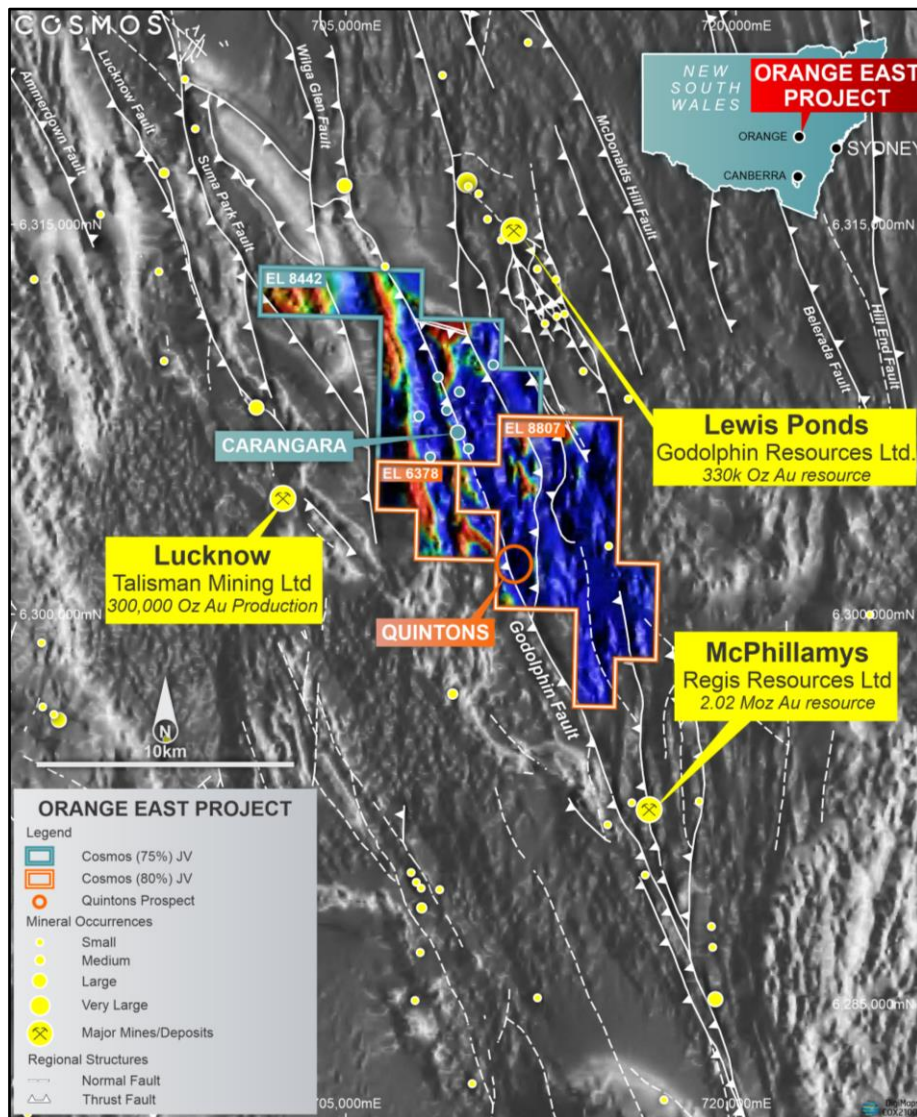 COSMOS
705,000mE
720,000mE
NEW
SOUTH
WALES
ORANGE EAST
PROJECT
ORANGE
SYDNEY
CANBERRA
Ammerdown Fault
Lucknow Fault
Suma Park Fault
Wilga Glen Fault
McDonalds Hill Fault
Belerada Fault
Hill End Fault
6,315,000mN
6,315,000mN
EL 8442
CARANGARA
EL 8807
EL 6378
Lewis Ponds
Godolphin Resources Ltd.
330k Oz Au resource
Lucknow
Talisman Mining Ltd
300,000 Oz Au Production
6,300,000mN
6,300,000mN
QUINTONS
Godolphin Fault
McPhillamys
Regis Resources Ltd
2.02 Moz Au resource
N
10km
ORANGE EAST PROJECT
Legend
Cosmos (75%) JV
Cosmos (80%) JV
Quintons Prospect
Mineral Occurrences
Small
Medium
Large
Very Large
Major Mines/Deposits
Regional Structures
Normal Fault
Thrust Fault
6,285,000mN
705,000mE
720,000mE